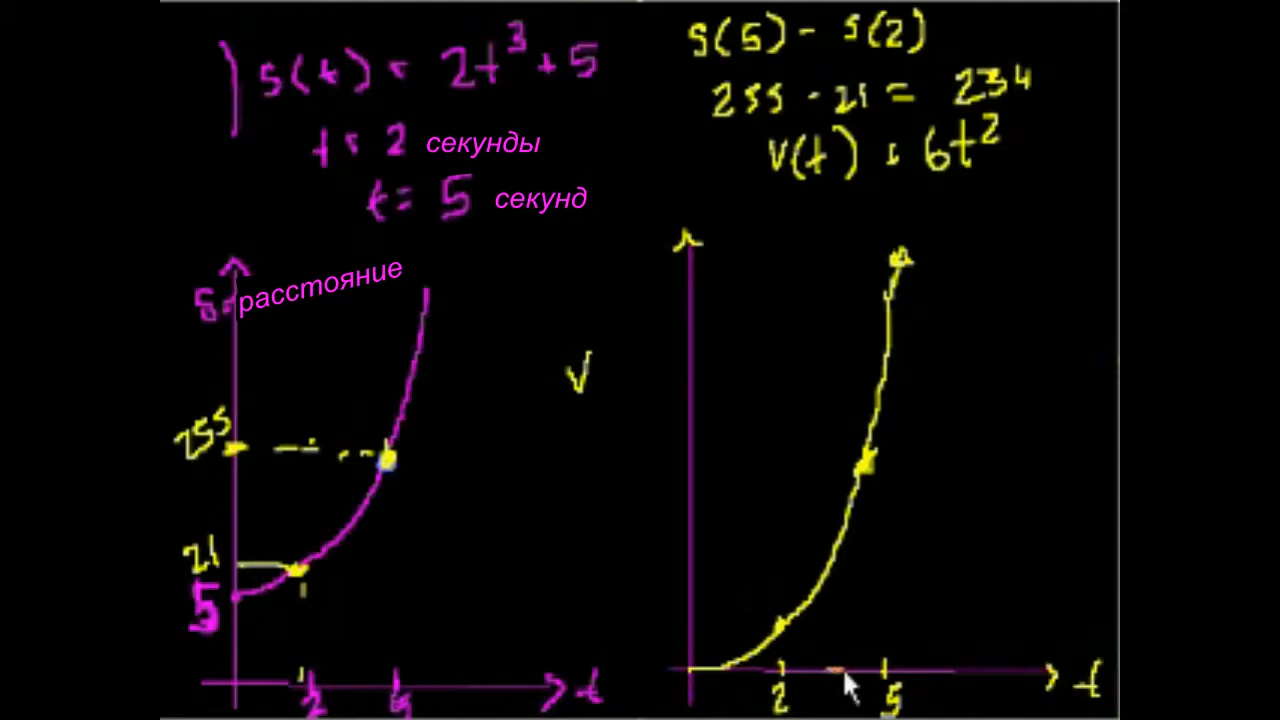 s(t) = 2t³ + 5
t = 2 секунды
t = 5 секунд
s(5) - s(2)
255 - 21 = 234
v(t) = 6t²
S расстояние
255
21
5
2 5 t
V
2 5 t